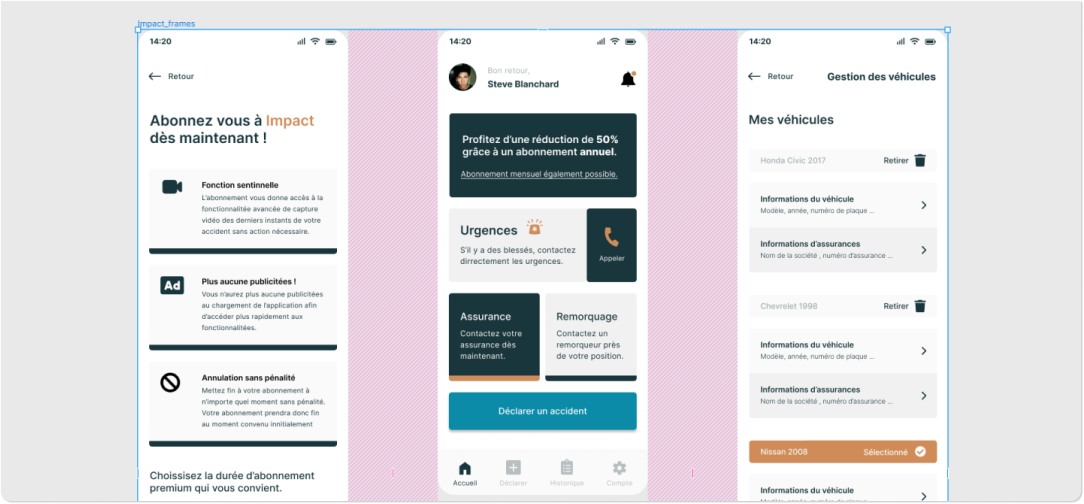 Impact_frames
14:20
Retour
Abonnez vous à Impact
dès maintenant !
Fonction sentinelle
L'abonnement vous donne accès à la
fonctionnalitée avancée de capture
vidéo des derniers instants de votre
accident sans action nécessaire.
Ad
Plus aucune publicitées !
Vous n'aurez plus aucune publicitées
au chargement de l'application afin
d'accéder plus rapidement aux
fonctionnalitées.
Annulation sans pénalité
Mettez fin à votre abonnement à
n'importe quel moment sans pénalité.
Votre abonnement prendra donc fin
au moment convenu innitialement
Choissisez la durée d'abonnement
premium qui vous convient.
14:20
Bon retour,
Steve Blanchard
Profitez d'une réduction de 50%
grâce à un abonnement annuel.
Abonnement mensuel également possible.
Urgences
S'il y a des blessés, contactez
dirrectement les urgences.
Appeler
Assurance
Contactez votre
assurance dès
maintenant.
Remorquage
Contactez un
remorqueur près
de votre position.
Déclarer un accident
Accueil
Déclarer
Historique
Compte
14:20
Retour
Gestion des véhicules
Mes véhicules
Honda Civic 2017
Retirer
Informations du véhicule
Modèle, année, numéro de plaque ...
Informations d'assurances
Nom de la société , numéro d'assurance ...
Chevrelet 1998
Retirer
Informations du véhicule
Modèle, année, numéro de plaque ...
Informations d'assurances
Nom de la société , numéro d'assurance ...
Nissan 2008
Sélectionné
Informations du véhicule